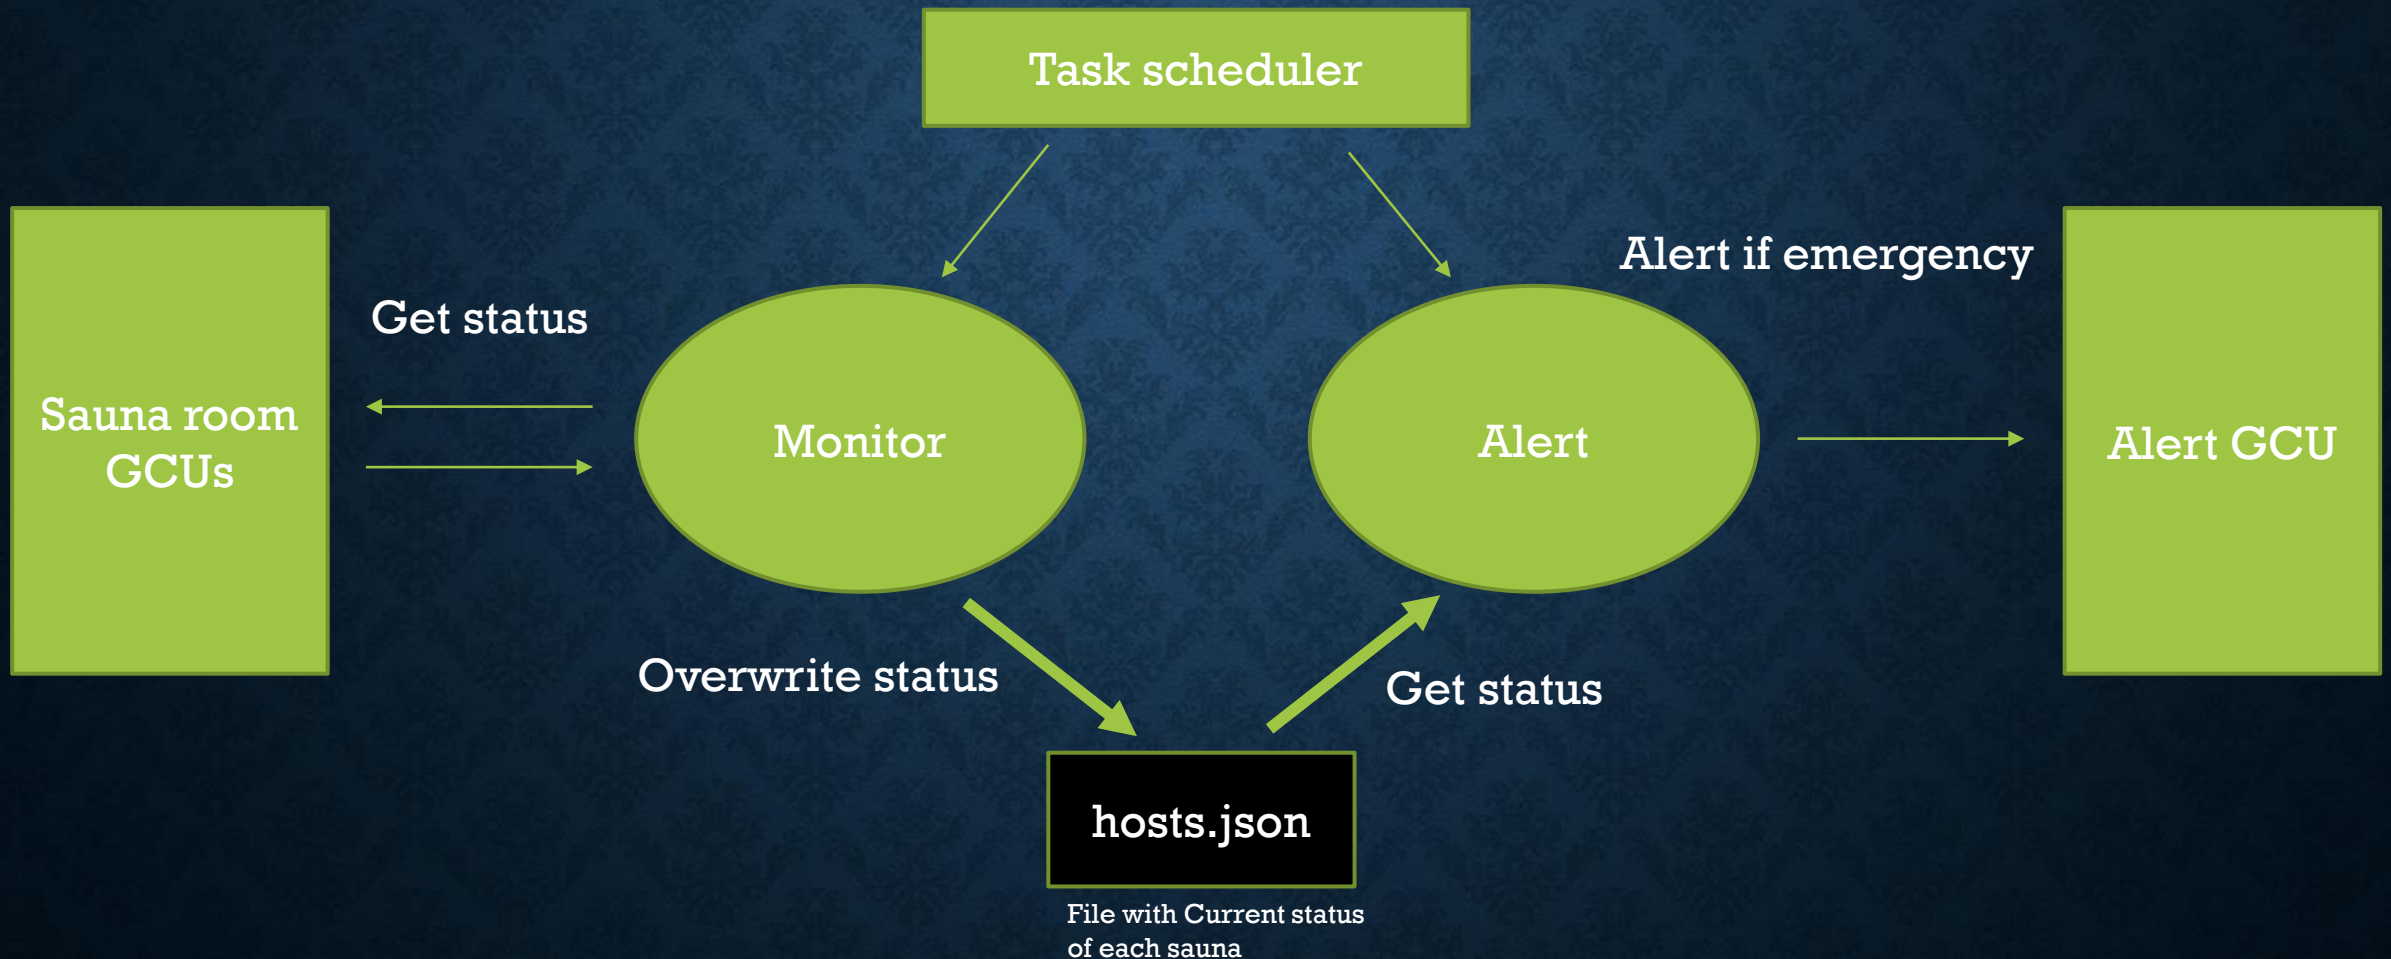 Task scheduler
Alert if emergency
Get status
Sauna room
GCUs
Monitor
Alert
Alert GCU
Overwrite status
Get status
hosts.json
File with Current status
of each sauna